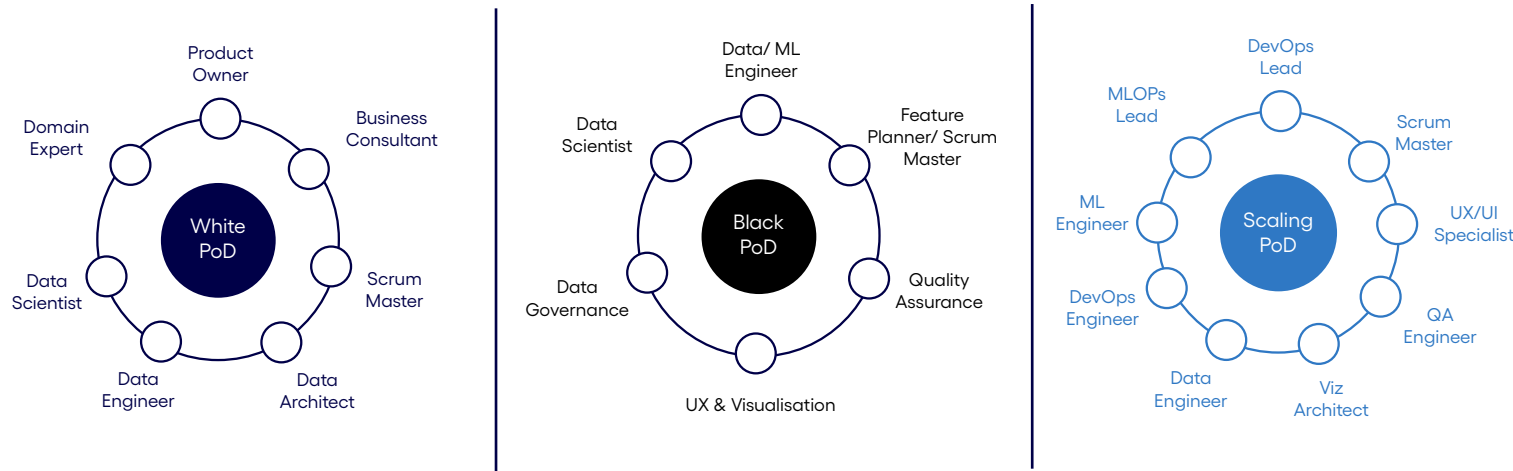 Product
Owner
Business
Consultant
Domain
Expert
White
PoD
Data
Scientist
Scrum
Master
Data
Engineer
Data
Architect
Data/ ML
Engineer
Feature
Planner/ Scrum
Master
Data
Scientist
Black
PoD
Data
Governance
Quality
Assurance
UX & Visualisation
DevOps
Lead
MLOPs
Lead
Scrum
Master
ML
Engineer
Scaling
PoD
UX/UI
Specialist
DevOps
Engineer
QA
Engineer
Data
Engineer
Viz
Architect